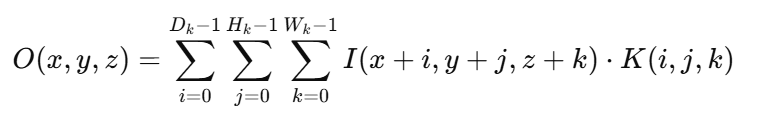 O(x, y, z) = \sum_{i=0}^{D_k-1} \sum_{j=0}^{H_k-1} \sum_{k=0}^{W_k-1} I(x + i, y + j, z + k) \cdot K(i, j, k)